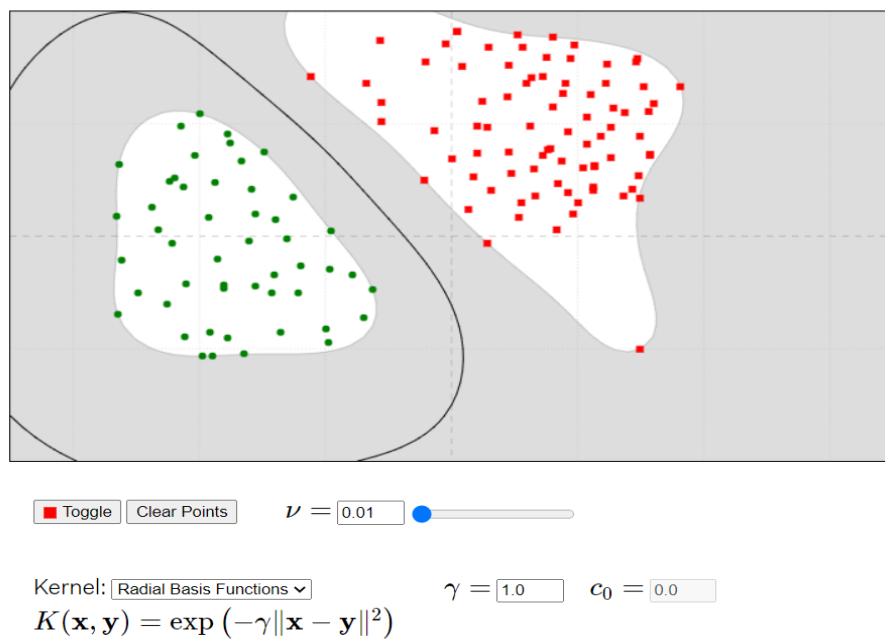 Toggle Clear Points ν = 0.01
Kernel: Radial Basis Functions γ = 1.0 c₀ = 0.0
K(x, y) = exp (−γ‖x − y‖²)